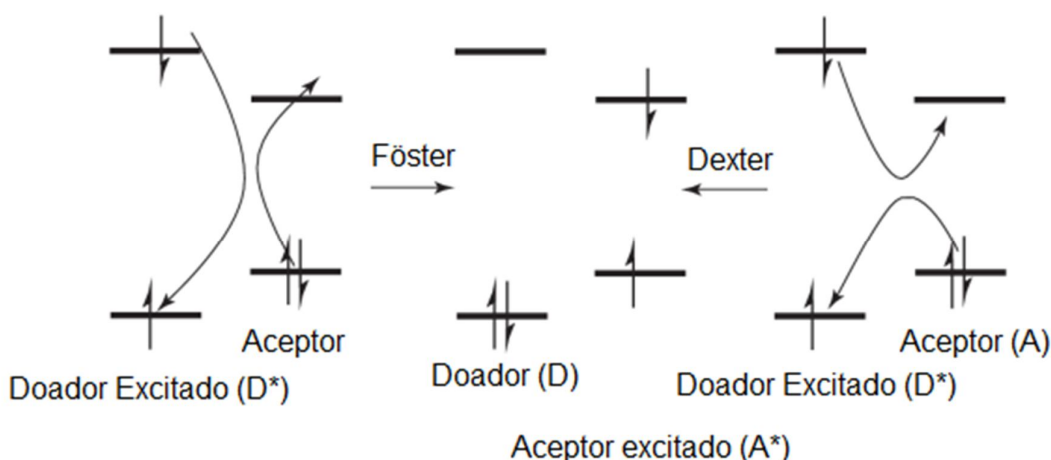 Föster
Dexter
Aceptor
Doador Excitado (D*)
Doador (D)
Aceptor (A)
Doador Excitado (D*)
Aceptor excitado (A*)